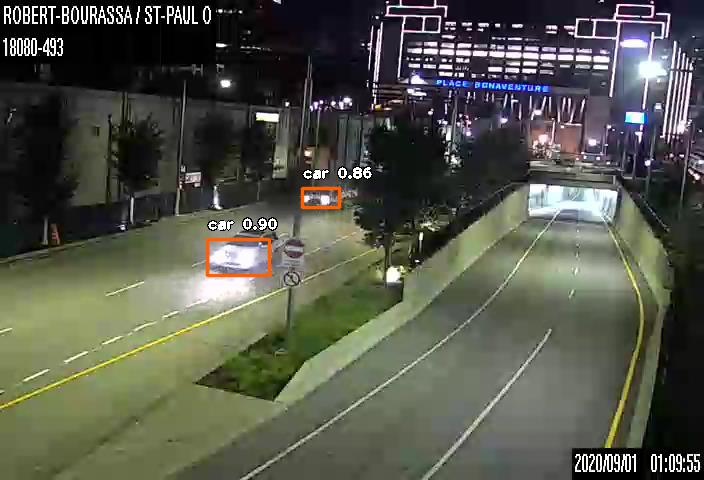 ROBERT-BOURASSA / ST-PAUL O
18080-493
PLACE BONAVENTURE
car 0.86
car 0.90
2020/09/01 01:09:55